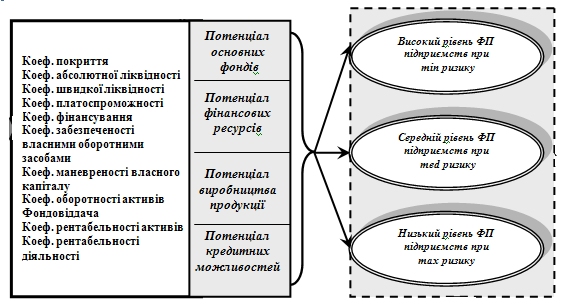 Коеф. покриття
Коеф. абсолютної ліквідності
Коеф. швидкої ліквідності
Коеф. платоспроможності
Коеф. фінансування
Коеф. забезпеченості
власними оборотними
засобами
Коеф. маневреності власного
капіталу
Коеф. оборотності активів
Фондовіддача
Коеф. рентабельності активів
Коеф. рентабельності
діяльності
Потенціал
основних
фондів
Потенціал
фінансових
ресурсів
Потенціал
виробництва
продукції
Потенціал
кредитних
можливостей
Високий рівень ФП
підприємств при
min ризику
Середній рівень ФП
підприємств при
med ризику
Низький рівень ФП
підприємств при
max ризику